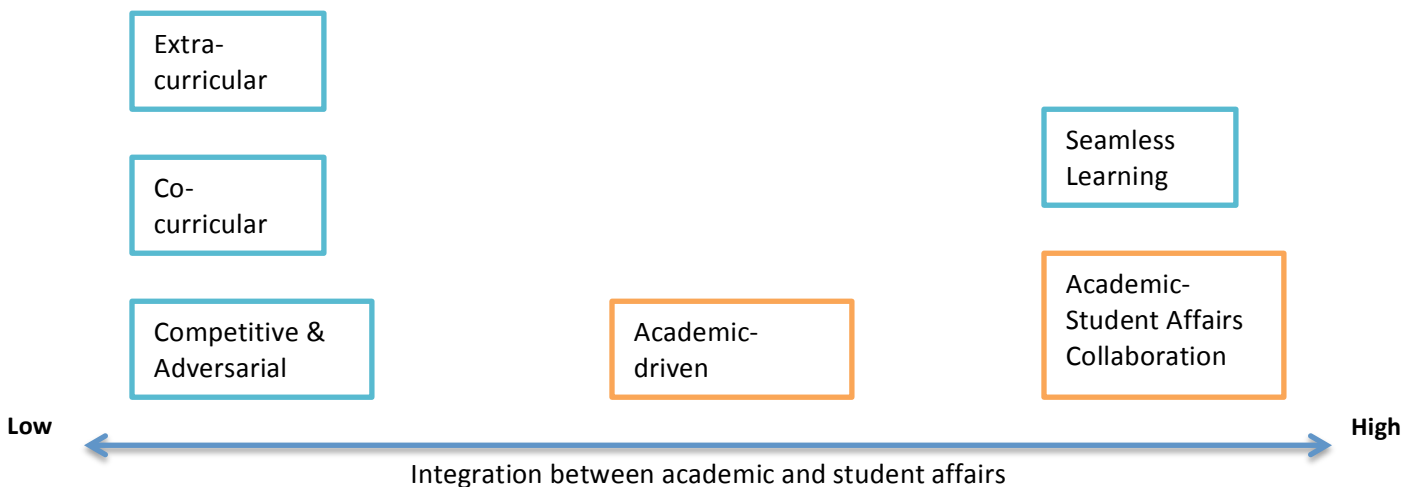 Extra-
curricular
Co-
curricular
Competitive &
Adversarial
Academic-
driven
Seamless
Learning
Academic-
Student Affairs
Collaboration
Low
High
Integration between academic and student affairs